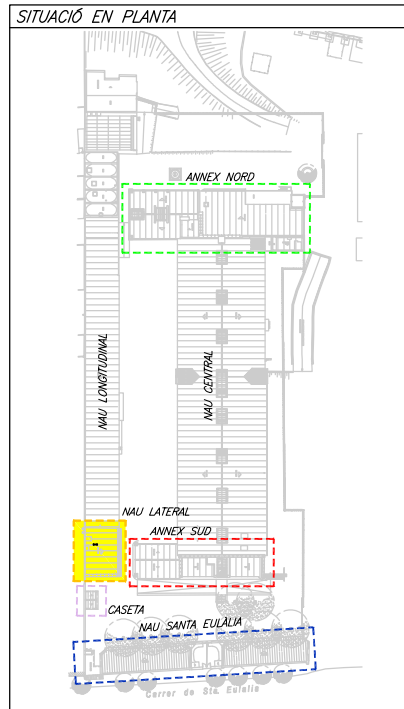 SITUACIÓ EN PLANTA
ANNEX NORD
NAU LONGITUDINAL
NAU CENTRAL
NAU LATERAL
ANNEX SUD
CASETA
NAU SANTA EULÀLIA
Carrer de Sta. Eulalia